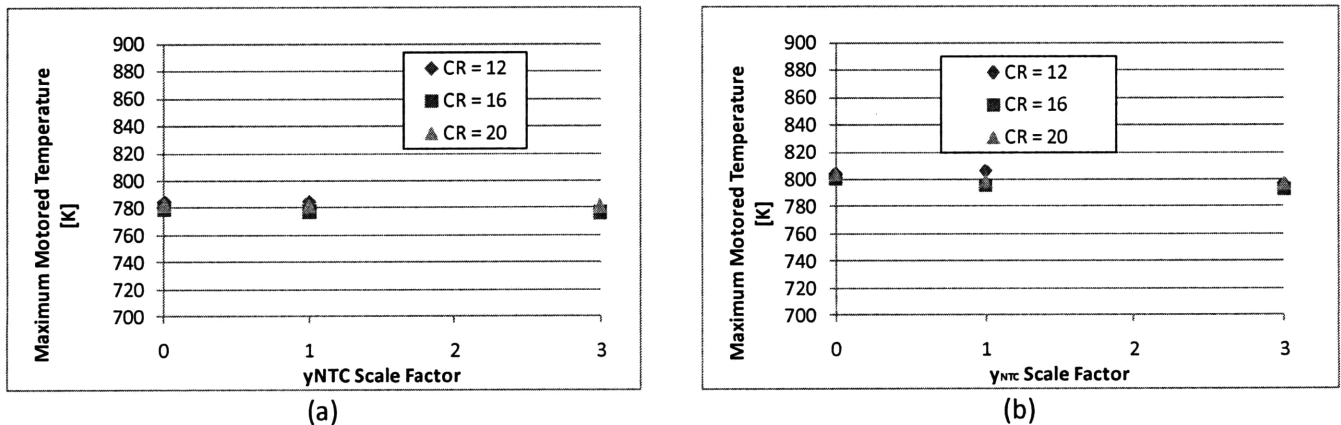 Maximum Motored Temperature
[K]
900
880
860
840
820
800
780
760
740
720
700
0
1
2
3
yNTC Scale Factor
CR = 12
CR = 16
CR = 20
(a)
Maximum Motored Temperature
[K]
900
880
860
840
820
800
780
760
740
720
700
0
1
2
3
yNTC Scale Factor
CR = 12
CR = 16
CR = 20
(b)